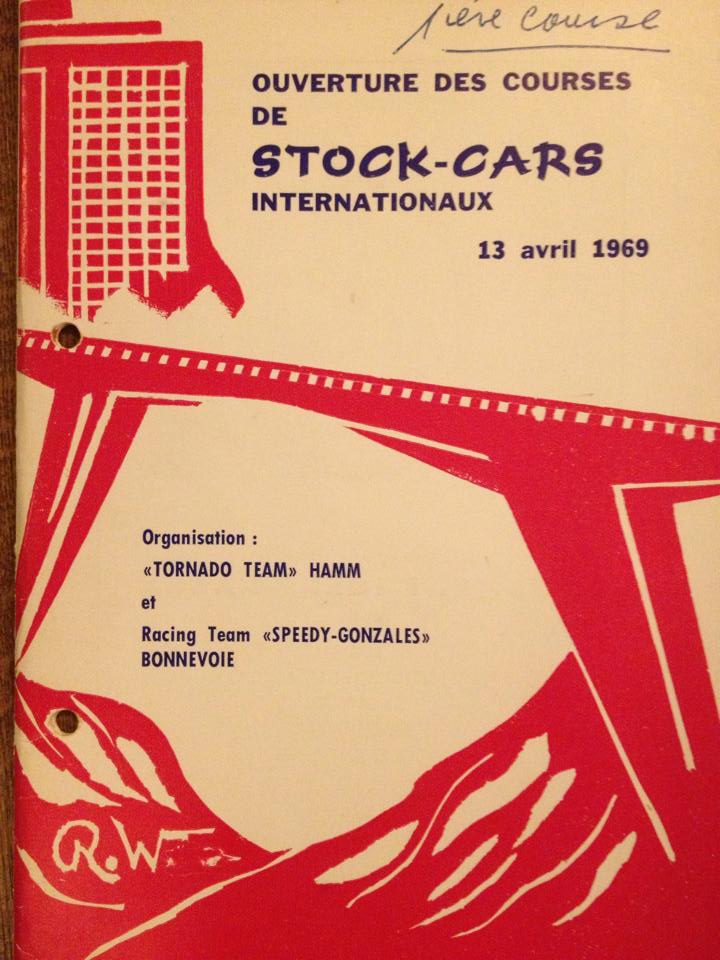 1ière course
OUVERTURE DES COURSES
DE
STOCK-CARS
INTERNATIONAUX
13 avril 1969
Organisation :
«TORNADO TEAM» HAMM
et
Racing Team «SPEEDY-GONZALES»
BONNEVOIE
R.W